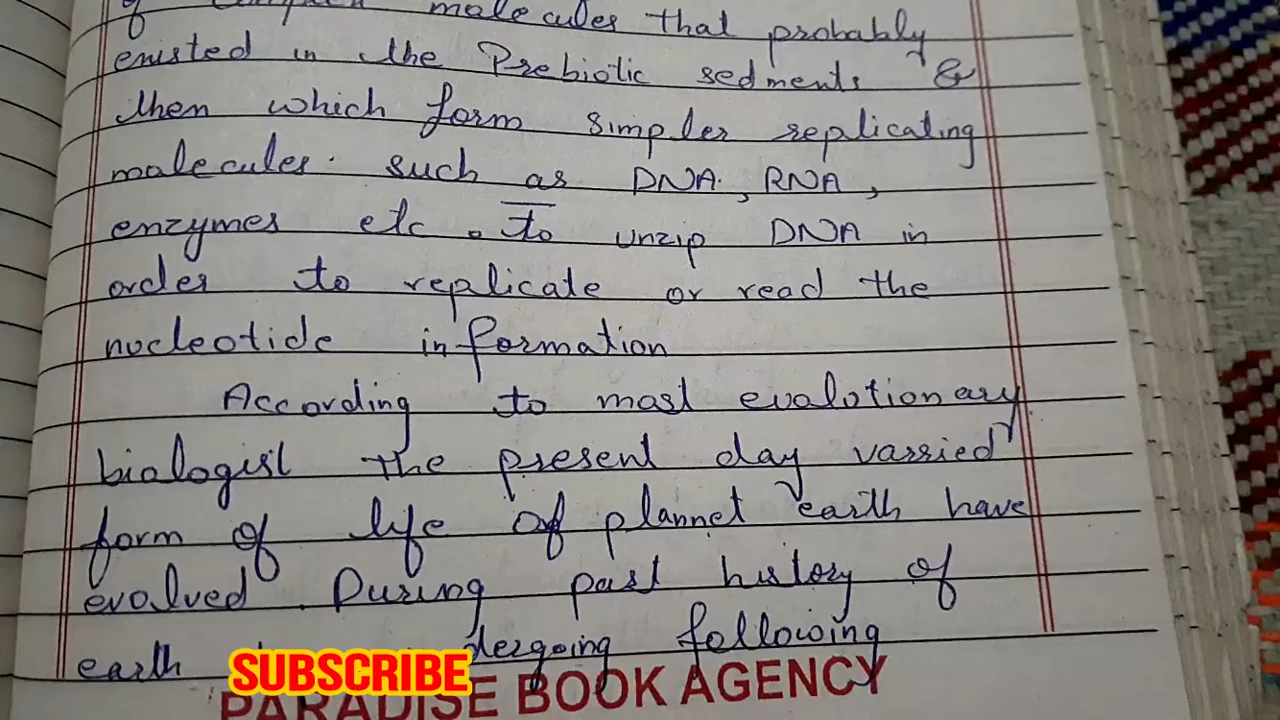 of complex molecules that probably
existed in the Prebiotic sedments &
then which form simpler replicating
molecules. such as DNA, RNA,
enzymes etc. to unzip DNA in
order to replicate or read the
nucleotide information
According to most evalotionary
biologist the present day varried
form of life of plannet earth have
evolved. During past history of
earth dergoing following
SUBSCRIBE
PARADISE BOOK AGENCY